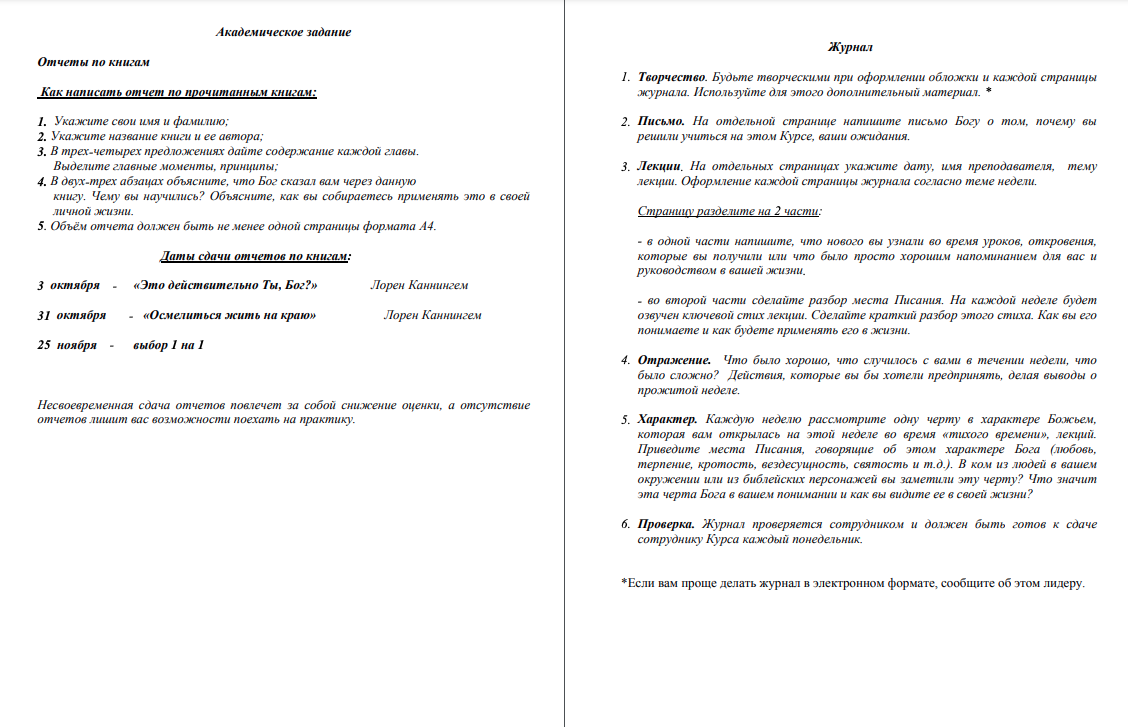 Академическое задание
Отчеты по книгам
Как написать отчет по прочитанным книгам:
1. Укажите свои имя и фамилию;
2. Укажите название книги и ее автора;
3. В трех-четырех предложениях дайте содержание каждой главы.
Выделите главные моменты, принципы;
4. В двух-трех абзацах объясните, что Бог сказал вам через данную
книгу. Чему вы научились? Объясните, как вы собираетесь применять это в своей
личной жизни.
5. Объём отчета должен быть не менее одной страницы формата А4.
Даты сдачи отчетов по книгам:
3 октября - «Это действительно Ты, Бог?» Лорен Каннингем
31 октября - «Осмелиться жить на краю» Лорен Каннингем
25 ноября - выбор 1 на 1
Несвоевременная сдача отчетов повлечет за собой снижение оценки, а отсутствие
отчетов лишит вас возможности поехать на практику.
Журнал
1. Творчество. Будьте творческими при оформлении обложки и каждой страницы
журнала. Используйте для этого дополнительный материал. *
2. Письмо. На отдельной странице напишите письмо Богу о том, почему вы
решили учиться на этом Курсе, ваши ожидания.
3. Лекции. На отдельных страницах укажите дату, имя преподавателя, тему
лекции. Оформление каждой страницы журнала согласно теме недели.
Страницу разделите на 2 части:
- в одной части напишите, что нового вы узнали во время уроков, откровения,
которые вы получили или что было просто хорошим напоминанием для вас и
руководством в вашей жизни.
- во второй части сделайте разбор места Писания. На каждой неделе будет
озвучен ключевой стих лекции. Сделайте краткий разбор этого стиха. Как вы его
понимаете и как будете применять его в жизни.
4. Отражение. Что было хорошо, что случилось с вами в течении недели, что
было сложно? Действия, которые вы бы хотели предпринять, делая выводы о
прожитой неделе.
5. Характер. Каждую неделю рассмотрите одну черту в характере Божьем,
которая вам открылась на этой неделе во время «тихого времени», лекций.
Приведите места Писания, говорящие об этом характере Бога (любовь,
терпение, кротость, вездесущность, святость и т.д.). В ком из людей в вашем
окружении или из библейских персонажей вы заметили эту черту? Что значит
эта черта Бога в вашем понимании и как вы видите ее в своей жизни?
6. Проверка. Журнал проверяется сотрудником и должен быть готов к сдаче
сотруднику Курса каждый понедельник.
*Если вам проще делать журнал в электронном формате, сообщите об этом лидеру.